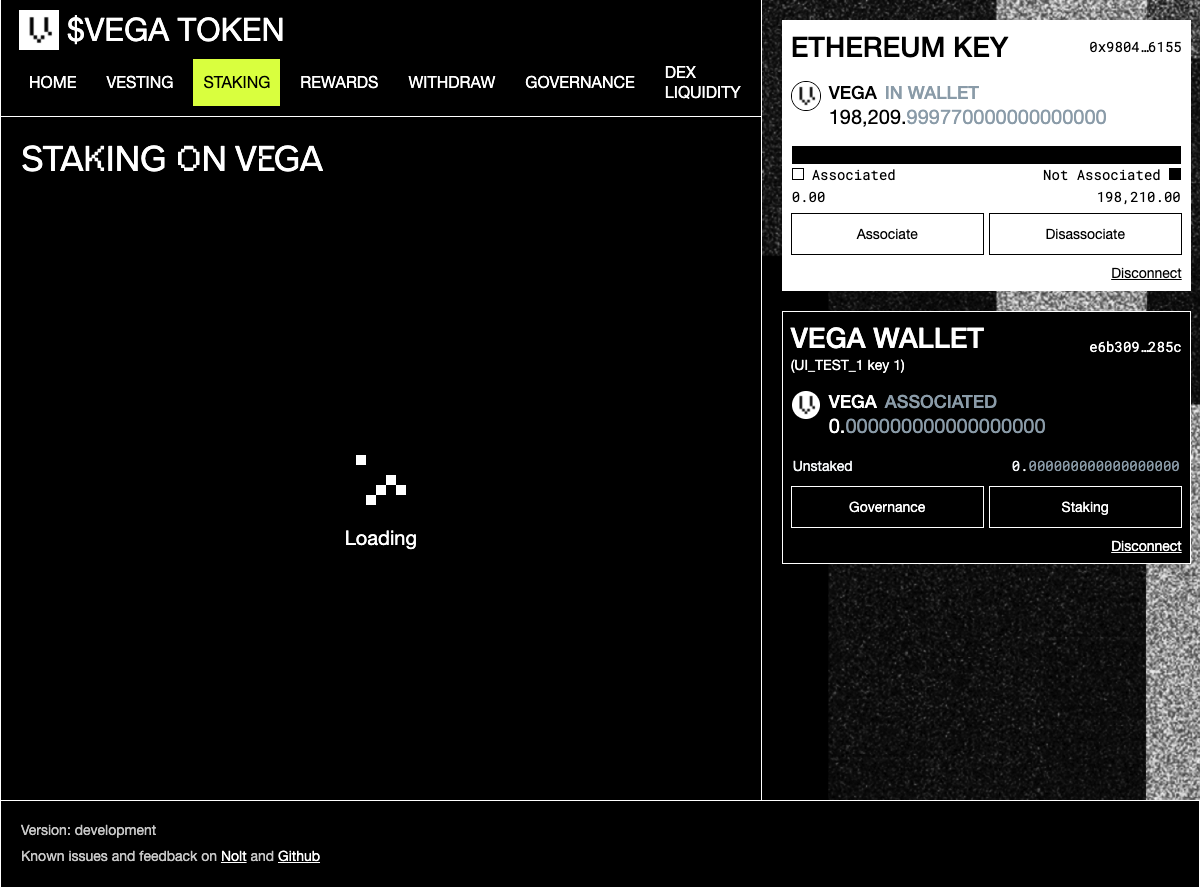 $VEGA TOKEN
HOME VESTING STAKING REWARDS WITHDRAW GOVERNANCE DEX LIQUIDITY
STAKING ON VEGA
Loading
ETHEREUM KEY 0x9804…6155
VEGA IN WALLET
198,209.999770000000000000
Associated Not Associated
0.00 198,210.00
Associate Disassociate
Disconnect
VEGA WALLET e6b309…285c
(UI_TEST_1 key 1)
VEGA ASSOCIATED
0.000000000000000000
Unstaked 0.000000000000000000
Governance Staking
Disconnect
Version: development
Known issues and feedback on Nolt and Github